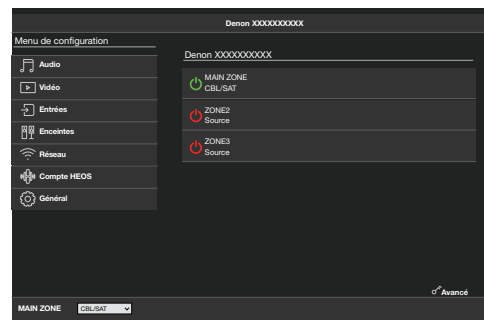 Denon XXXXXXXXXX
Menu de configuration
Audio
Vidéo
Entrées
Enceintes
Réseau
Compte HEOS
Général
Denon XXXXXXXXXX
MAIN ZONE
CBL/SAT
ZONE2
Source
ZONE3
Source
Avancé
MAIN ZONE CBL/SAT